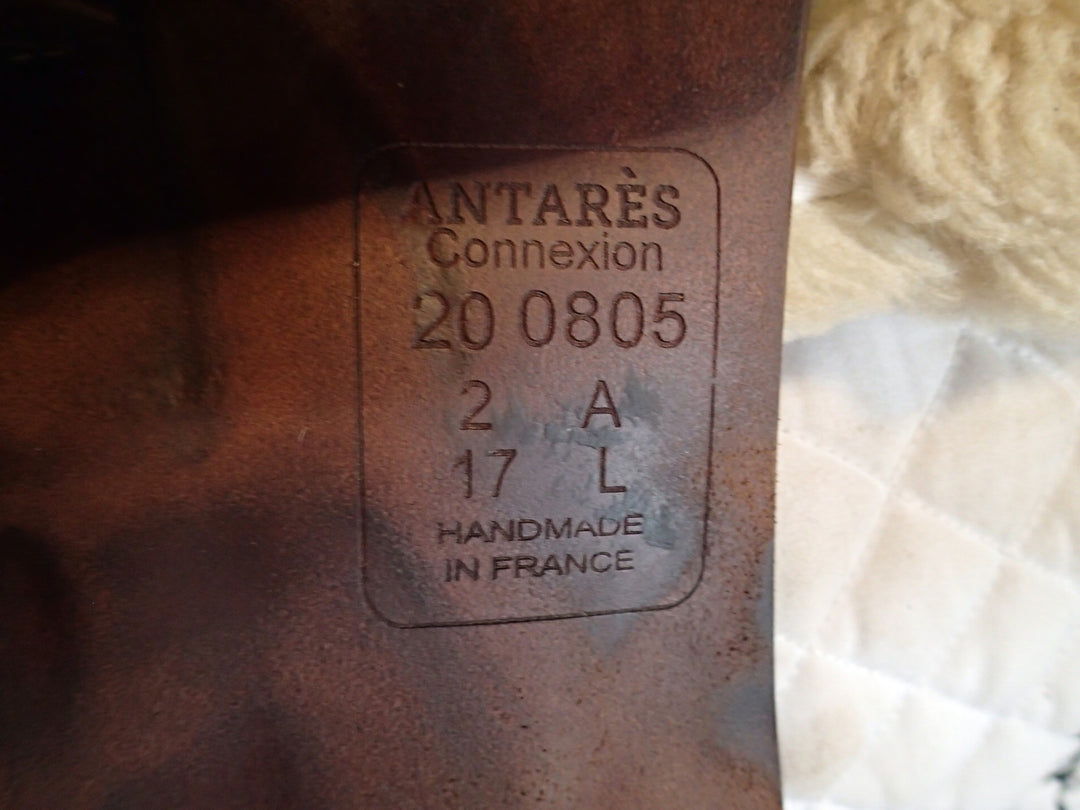 ANTARÈS
Connexion
20 0805
2 A
17 L
HANDMADE
IN FRANCE